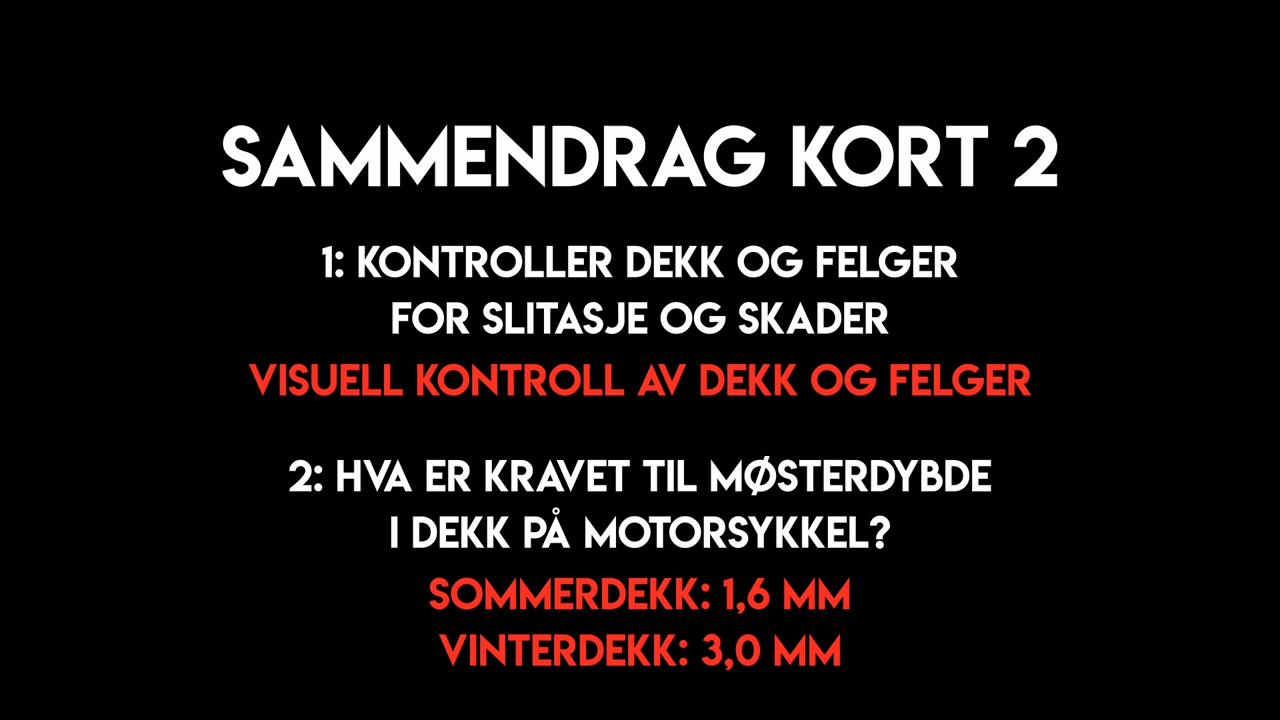 SAMMENDRAG KORT 2
1: KONTROLLER DEKK OG FELGER
FOR SLITASJE OG SKADER
VISUELL KONTROLL AV DEKK OG FELGER
2: HVA ER KRAVET TIL MØSTERDYBDE
I DEKK PÅ MOTORSYKKEL?
SOMMERDEKK: 1,6 MM
VINTERDEKK: 3,0 MM